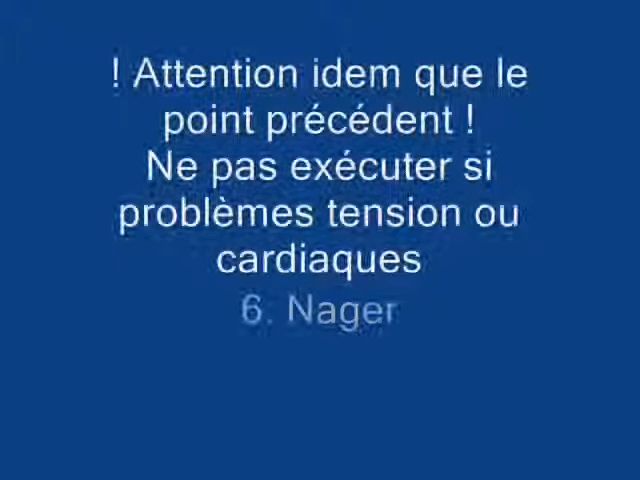 ! Attention idem que le
point précédent !
Ne pas exécuter si
problèmes tension ou
cardiaques
6. Nager